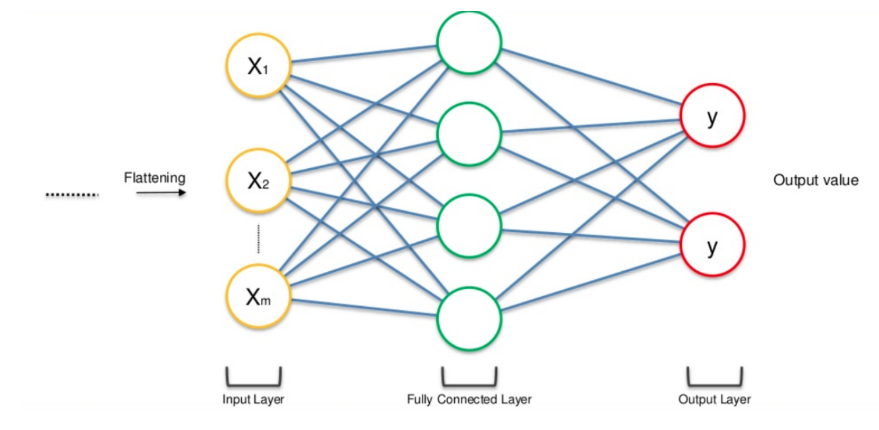 X1
Flattening
X2
Xm
y
y
Output value
Input Layer
Fully Connected Layer
Output Layer